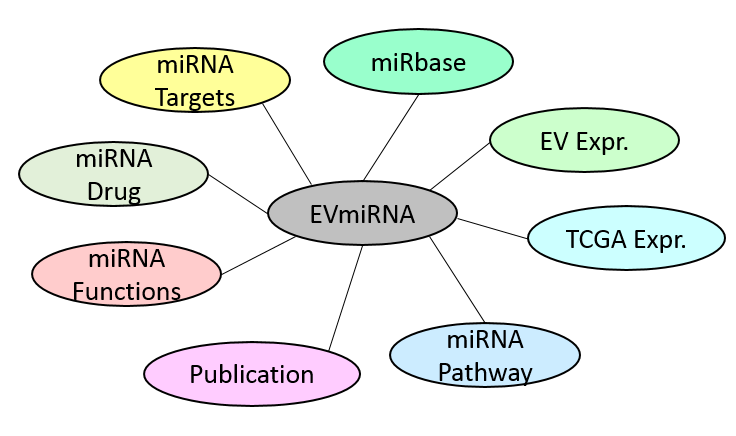 miRNA
Targets
miRbase
EV Expr.
miRNA
Drug
EVmiRNA
TCGA Expr.
miRNA
Functions
miRNA
Pathway
Publication